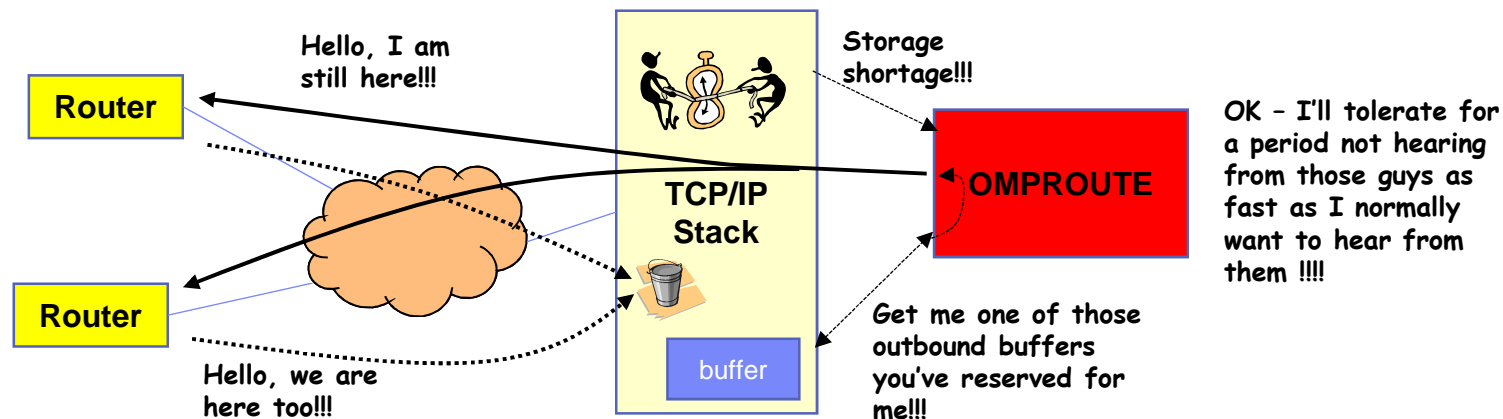 Hello, I am
still here!!!
Storage
shortage!!!
Router
OK – I'll tolerate for
a period not hearing
from those guys as
fast as I normally
want to hear from
them !!!!
OMPROUTE
TCP/IP
Stack
Router
Get me one of those
outbound buffers
you've reserved for
me!!!
buffer
Hello, we are
here too!!!